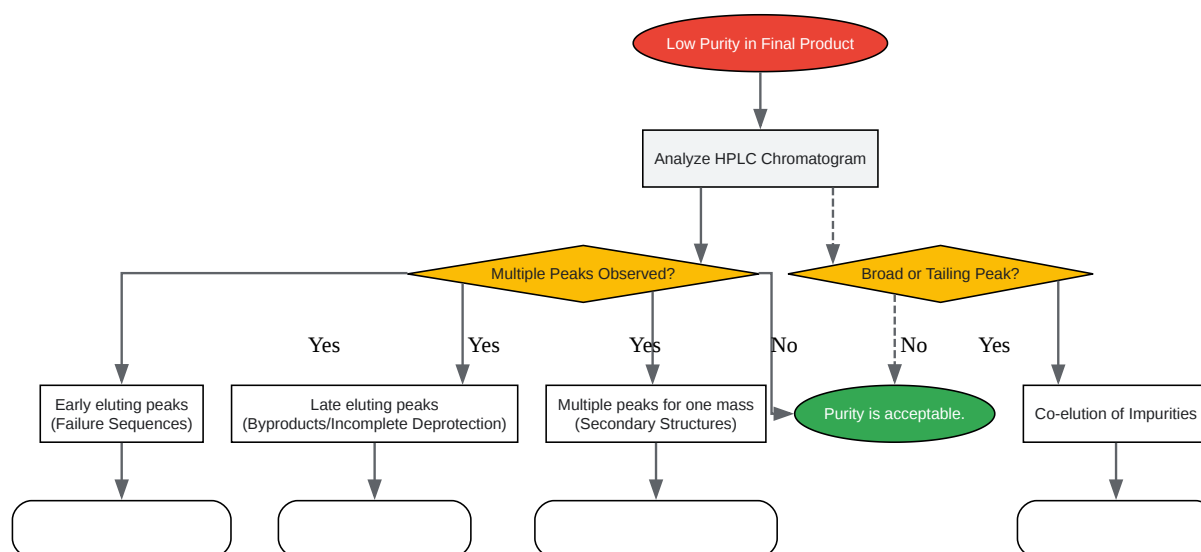 Low Purity in Final Product
Analyze HPLC Chromatogram
Multiple Peaks Observed?
Broad or Tailing Peak?
Yes
Yes
Yes
No
No
Yes
Early eluting peaks
(Failure Sequences)
Late eluting peaks
(Byproducts/Incomplete Deprotection)
Multiple peaks for one mass
(Secondary Structures)
Purity is acceptable.
Co-elution of Impurities